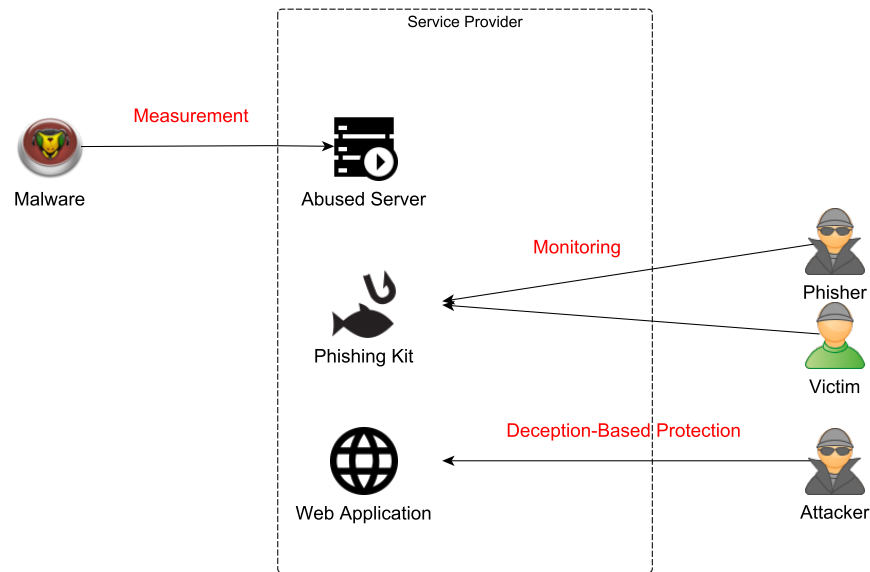 Service Provider
Measurement
Malware
Abused Server
Monitoring
Phisher
Phishing Kit
Victim
Deception-Based Protection
Web Application
Attacker